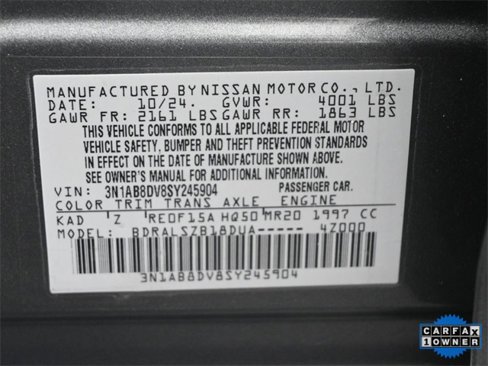 MANUFACTURED BY NISSAN MOTOR CO., LTD.
DATE: 10/24. GVWR: 4001 LBS
GAWR FR: 2161 LBS GAWR RR: 1863 LBS
THIS VEHICLE CONFORMS TO ALL APPLICABLE FEDERAL MOTOR
VEHICLE SAFETY, BUMPER AND THEFT PREVENTION STANDARDS
IN EFFECT ON THE DATE OF MANUFACTURE SHOWN ABOVE.
SEE OWNER'S MANUAL FOR ADDITIONAL INFORMATION.
VIN: 3N1AB8DV8SY245904 PASSENGER CAR.
COLOR TRIM TRANS AXLE ENGINE
KAD Z RE0F15A HQ50 MR20 1997 CC
MODEL: BDRALSZB18DUA----- 4Z000
3N1AB8DV8SY245904
CARFAX
1 OWNER